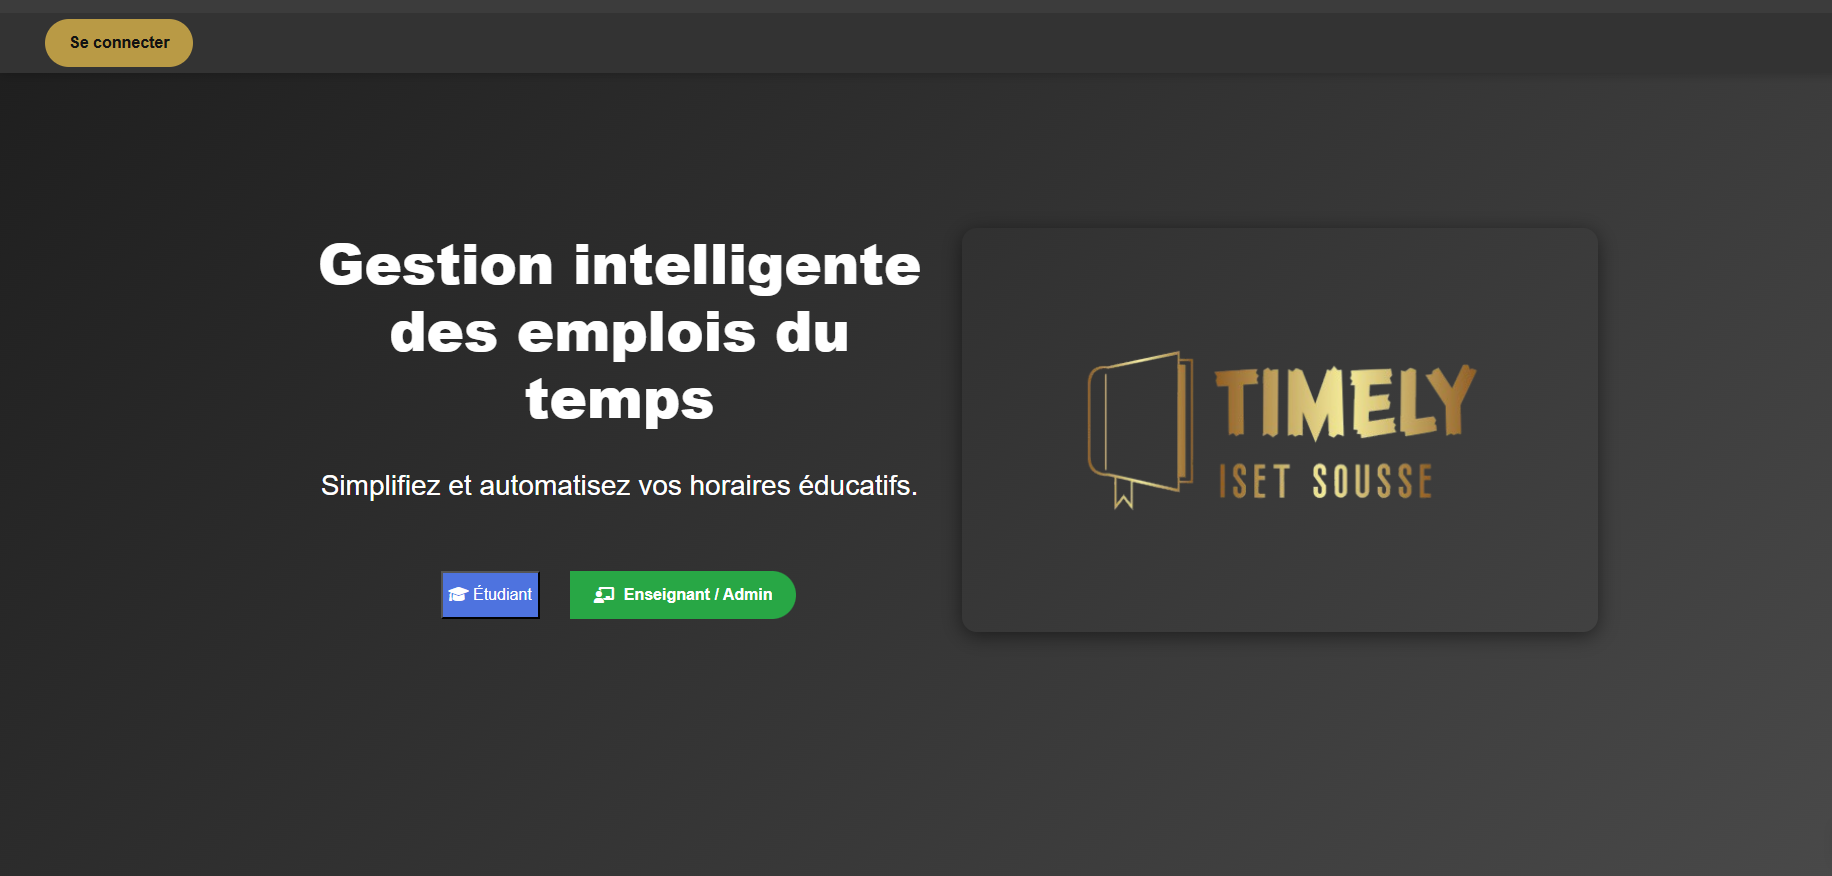 Se connecter
Gestion intelligente
des emplois du
temps
Simplifiez et automatisez vos horaires éducatifs.
Étudiant
Enseignant / Admin
TIMELY
ISET SOUSSE